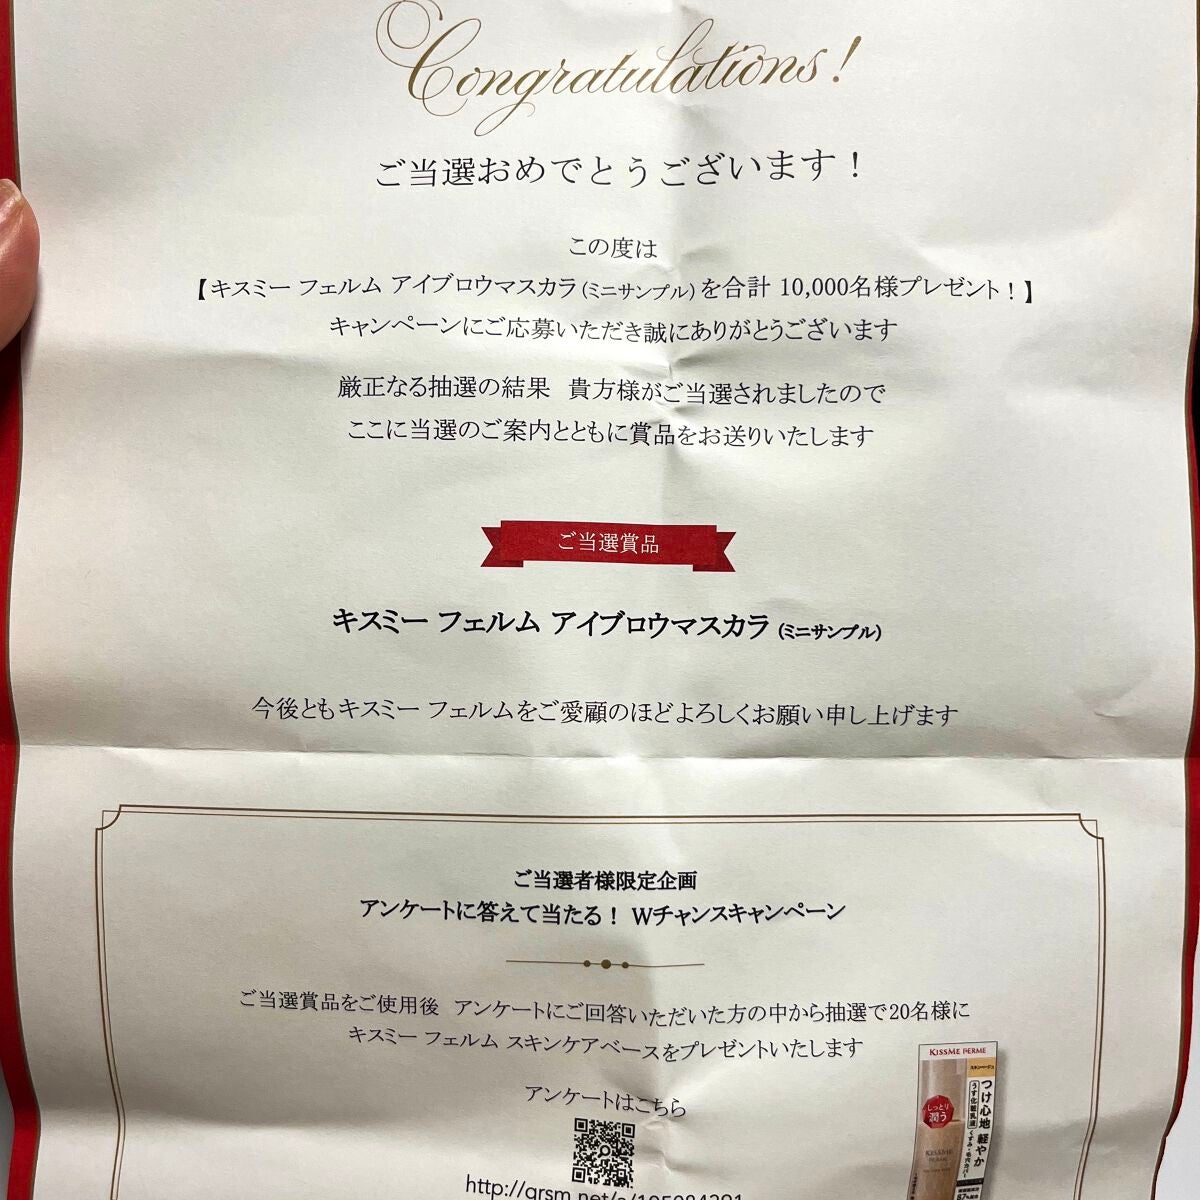 Congratulations!
ご当選おめでとうございます！
この度は
【キスミー フェルム アイブロウマスカラ(ミニサンプル)を合計 10,000名様プレゼント！】
キャンペーンにご応募いただき誠にありがとうございます
厳正なる抽選の結果　貴方様がご当選されましたので
ここに当選のご案内とともに賞品をお送りいたします
ご当選賞品
キスミー フェルム アイブロウマスカラ(ミニサンプル)
今後ともキスミー フェルムをご愛顧のほどよろしくお願い申し上げます
ご当選者様限定企画
アンケートに答えて当たる！ Wチャンスキャンペーン
ご当選賞品をご使用後　アンケートにご回答いただいた方の中から抽選で20名様に
キスミー フェルム スキンケアベースをプレゼントいたします
アンケートはこちら
KISSME FERME
つけ心地 軽やか
うす化粧乳液
くすみ・毛穴カバー
しっとり
潤う
KISSME
FERME